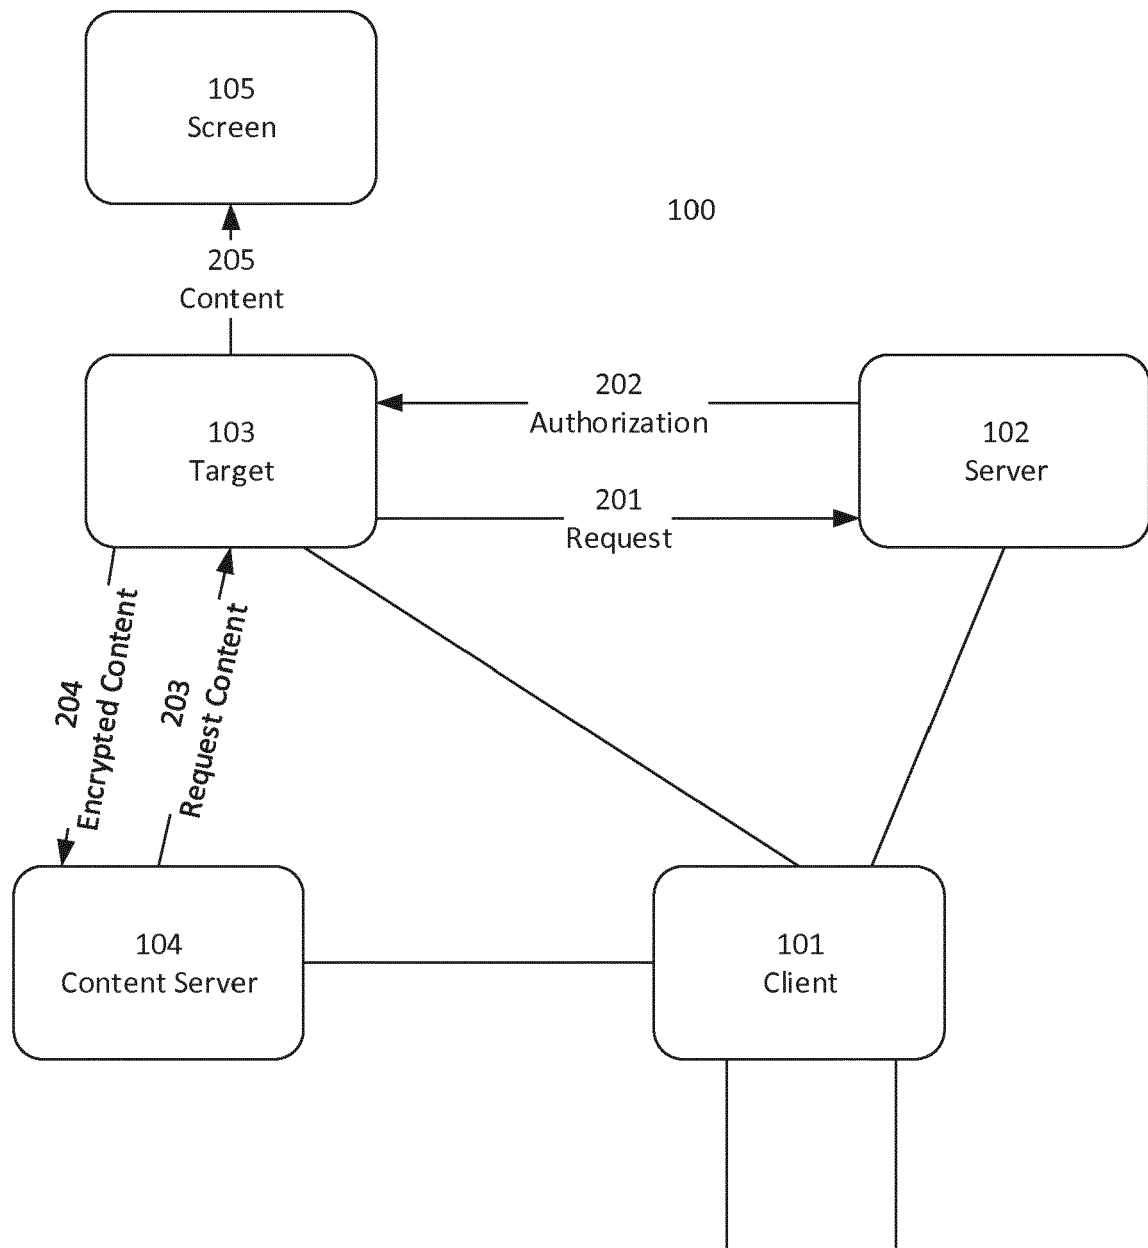 105
Screen
100
205
Content
202
Authorization
103
Target
102
Server
201
Request
204
Encrypted Content
203
Request Content
104
Content Server
101
Client